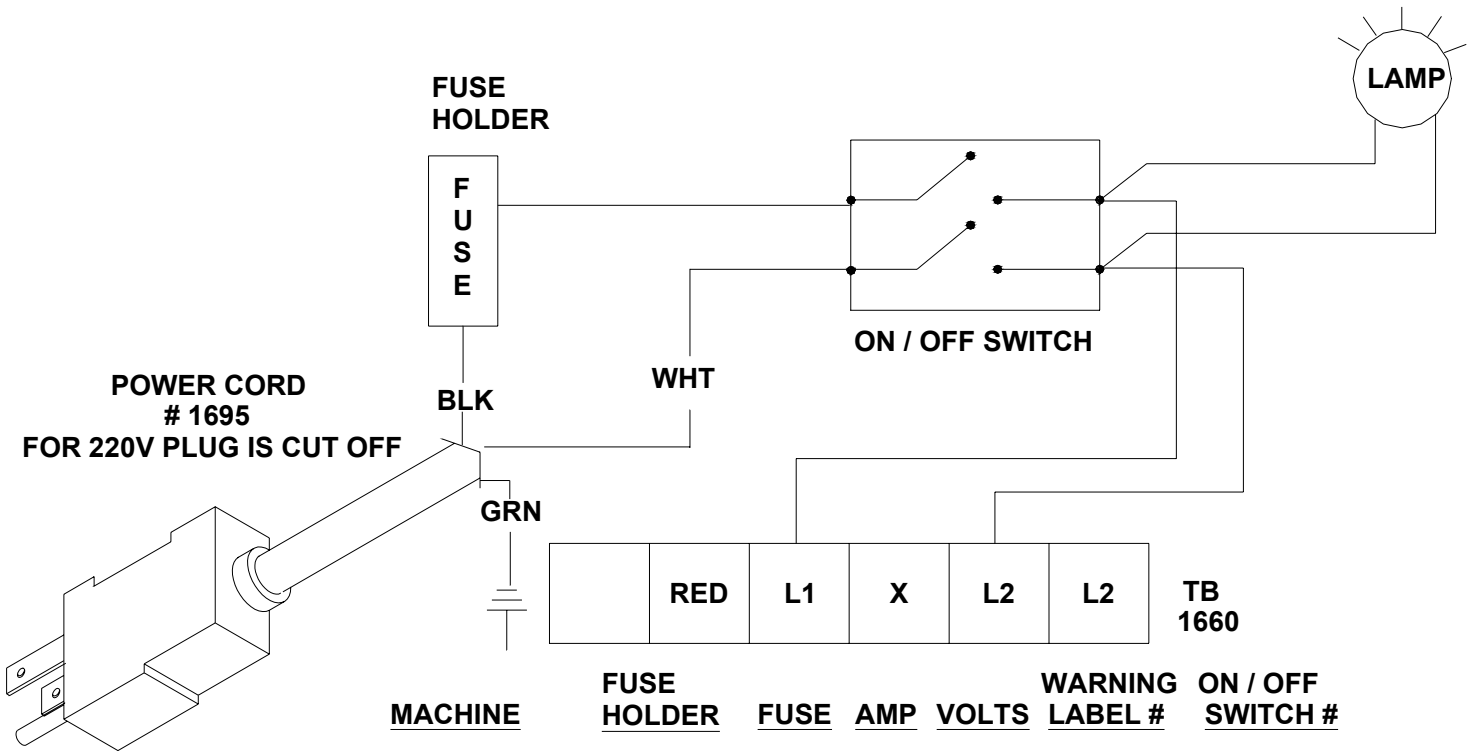 FUSE
HOLDER
LAMP
F
U
S
E
ON / OFF SWITCH
WHT
POWER CORD
# 1695
FOR 220V PLUG IS CUT OFF
BLK
GRN
RED L1 X L2 L2
TB
1660
MACHINE
FUSE
HOLDER
FUSE
AMP
VOLTS
WARNING
LABEL #
ON / OFF
SWITCH #